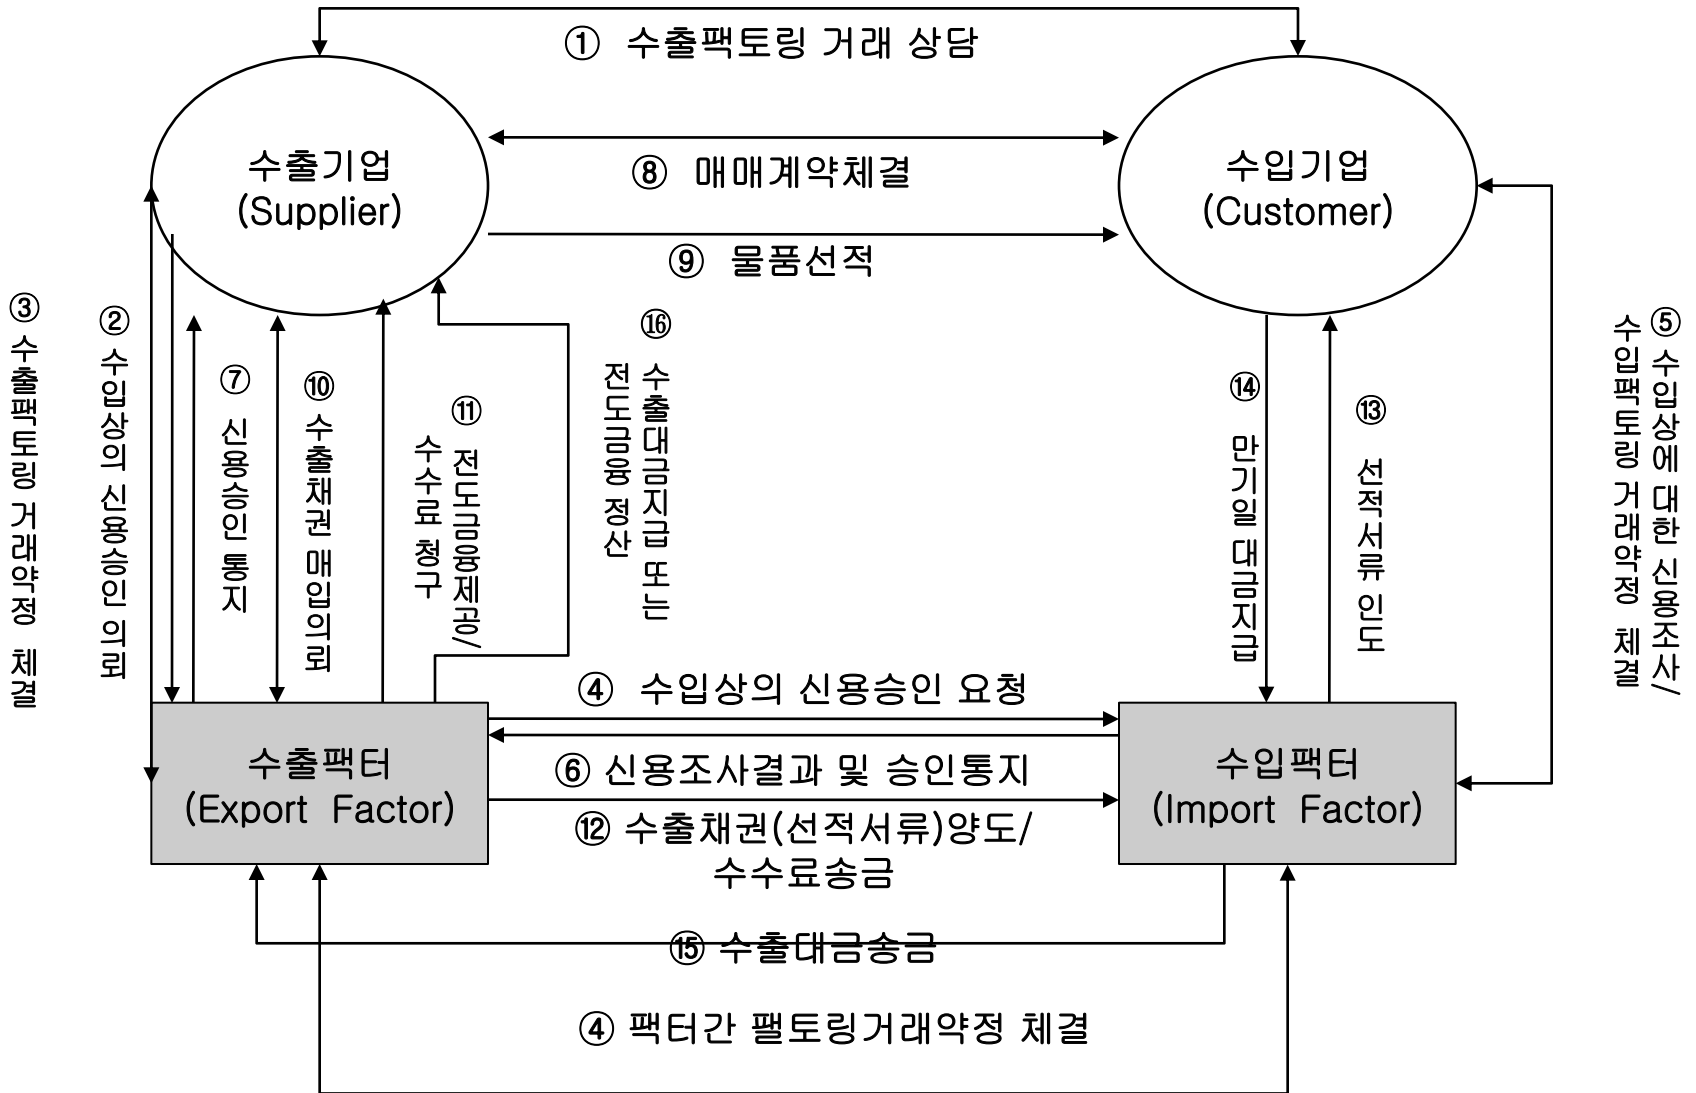 ① 수출팩토링 거래 상담
수출기업
(Supplier)
수입기업
(Customer)
⑧ 매매계약체결
⑨ 물품선적
③ 수출팩토링 거래약정 체결
② 수입상의 신용승인 의뢰
⑦ 신용승인 통지
⑩ 수출채권 매입의뢰
⑪ 전도금융제공/
수수료 청구
⑯ 수출대금지급 또는
전도금융 정산
⑭ 만기일 대금지급
⑬ 선적서류 인도
⑤ 수입상에 대한 신용조사/
수입팩토링 거래약정 체결
④ 수입상의 신용승인 요청
수출팩터
(Export Factor)
⑥ 신용조사결과 및 승인통지
수입팩터
(Import Factor)
⑫ 수출채권(선적서류)양도/
수수료송금
⑮ 수출대금송금
④ 팩터간 팰토링거래약정 체결